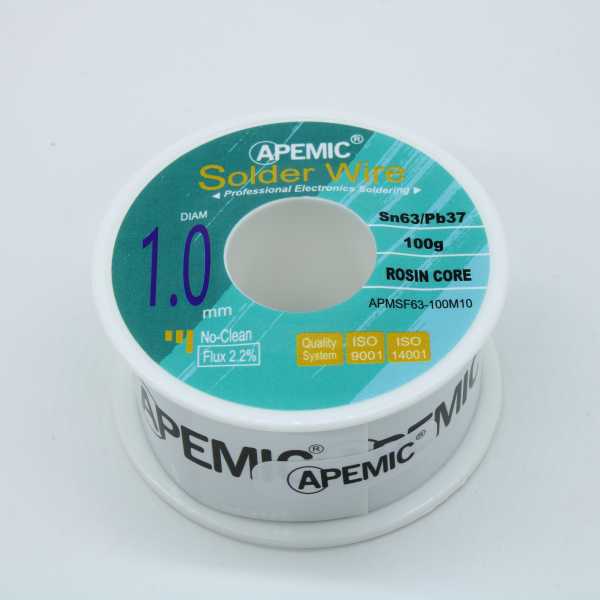 APEMIC®
Solder Wire
Professional Electronics Soldering
DIAM
1.0
mm
Sn63/Pb37
100g
ROSIN CORE
APMSF63-100M10
No-Clean
Flux 2.2%
Quality
System
ISO
9001
ISO
14001
APEMIC®
APEMIC®